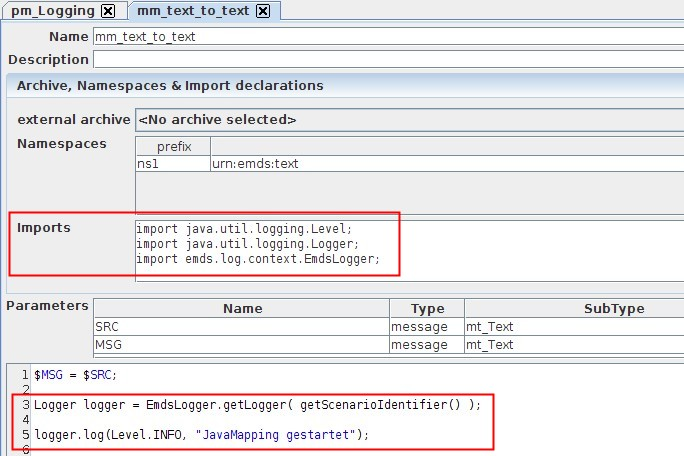 pm_Logging mm_text_to_text
Name mm_text_to_text
Description
Archive, Namespaces & Import declarations
external archive <No archive selected>
Namespaces prefix
ns1 urn:emds:text
Imports import java.util.logging.Level;
import java.util.logging.Logger;
import emds.log.context.EmdsLogger;
Parameters Name Type SubType
SRC message mt_Text
MSG message mt_Text
1 $MSG = $SRC;
2
3 Logger logger = EmdsLogger.getLogger( getScenarioIdentifier() );
4
5 logger.log(Level.INFO, "JavaMapping gestartet");
6